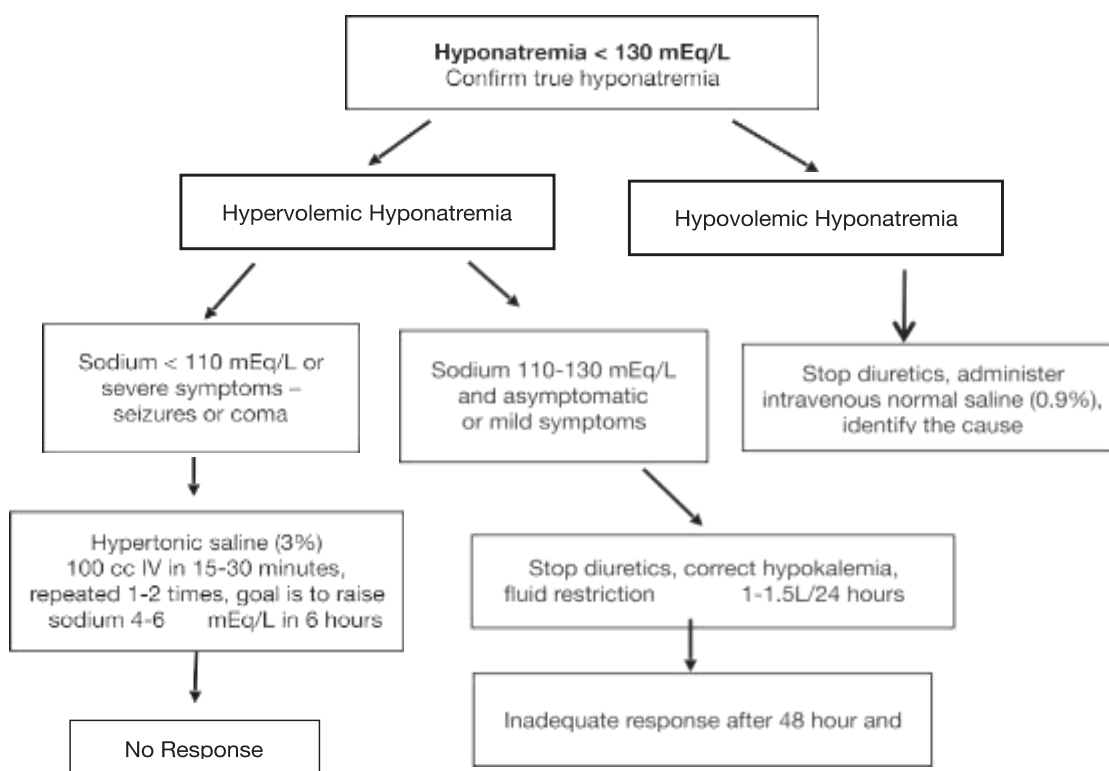 Hyponatremia < 130 mEq/L
Confirm true hyponatremia
Hypervolemic Hyponatremia
Hypovolemic Hyponatremia
Sodium < 110 mEq/L or
severe symptoms –
seizures or coma
Sodium 110-130 mEq/L
and asymptomatic
or mild symptoms
Stop diuretics, administer
intravenous normal saline (0.9%),
identify the cause
Hypertonic saline (3%)
100 cc IV in 15-30 minutes,
repeated 1-2 times, goal is to raise
sodium 4-6 mEq/L in 6 hours
Stop diuretics, correct hypokalemia,
fluid restriction 1-1.5L/24 hours
No Response
Inadequate response after 48 hour and